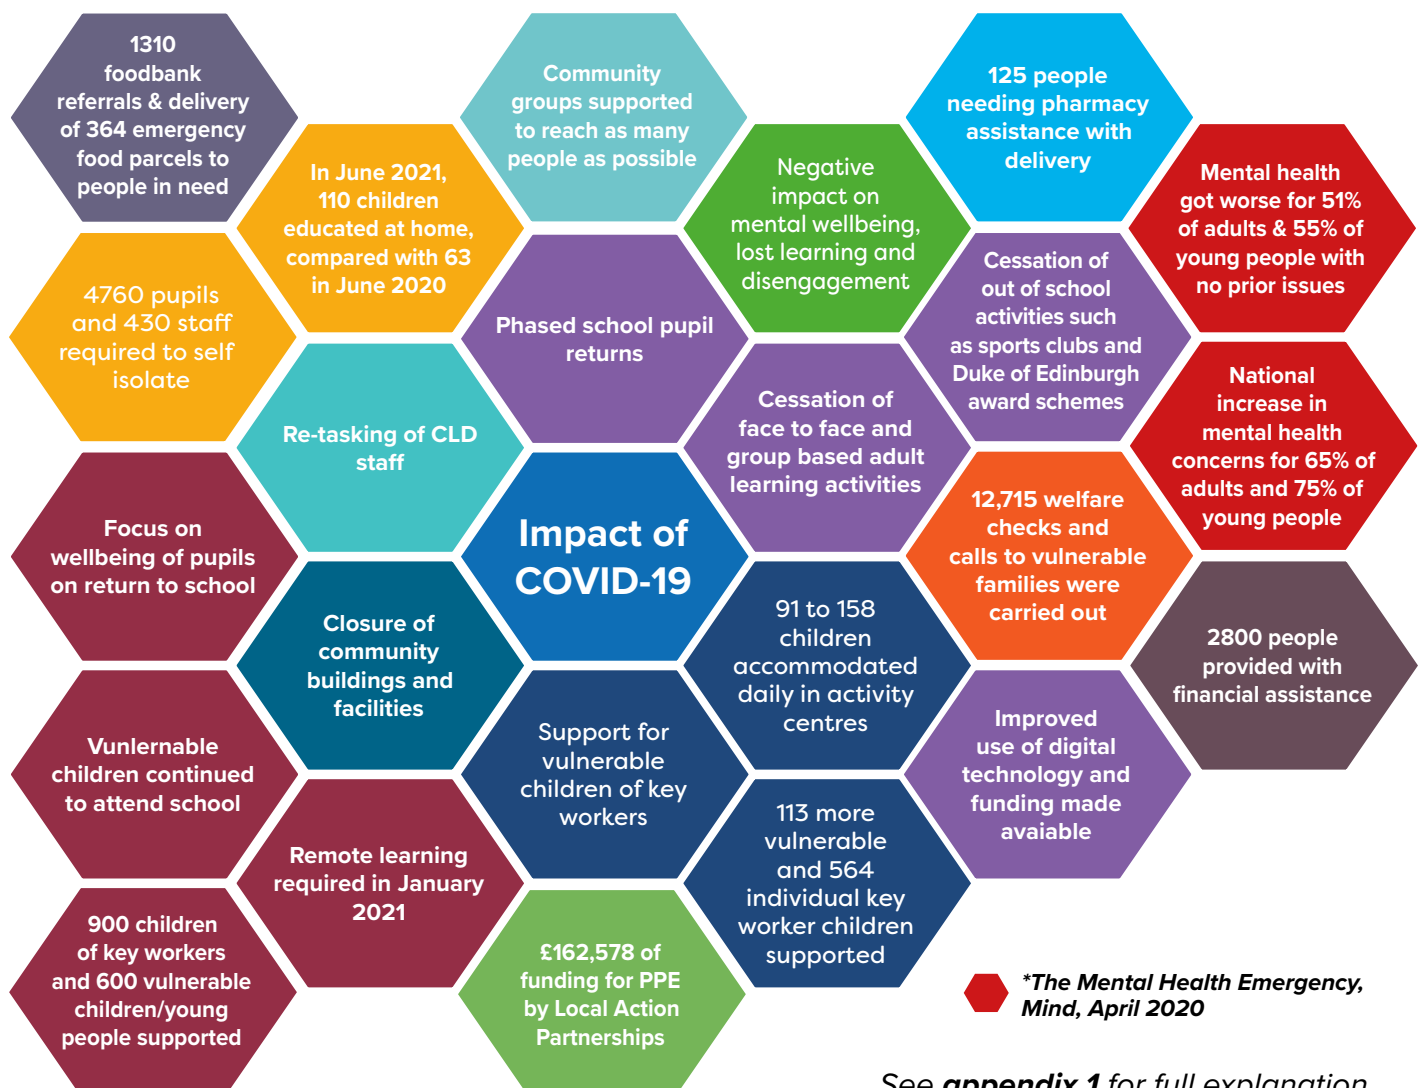 1310
foodbank
referrals & delivery
of 364 emergency
food parcels to
people in need
In June 2021,
110 children
educated at home,
compared with 63
in June 2020
Community
groups supported
to reach as many
people as possible
Negative
impact on
mental wellbeing,
lost learning and
disengagement
125 people
needing pharmacy
assistance with
delivery
Mental health
got worse for 51%
of adults & 55% of
young people with
no prior issues
4760 pupils
and 430 staff
required to self
isolate
Re-tasking of CLD
staff
Phased school pupil
returns
Cessation of
face to face and
group based adult
learning activities
Cessation of
out of school
activities such
as sports clubs and
Duke of Edinburgh
award schemes
National
increase in
mental health
concerns for 65% of
adults and 75% of
young people
Focus on
wellbeing of pupils
on return to school
Closure of
community
buildings and
facilities
Impact of
COVID-19
91 to 158
children
accommodated
daily in activity
centres
12,715 welfare
checks and
calls to vulnerable
families were
carried out
2800 people
provided with
financial assistance
Vunlernable
children continued
to attend school
Remote learning
required in January
2021
Support for
vulnerable
children of key
workers
113 more
vulnerable
and 564
individual key
worker children
supported
Improved
use of digital
technology and
funding made
avaiable
900 children
of key workers
and 600 vulnerable
children/young
people supported
£162,578 of
funding for PPE
by Local Action
Partnerships
*The Mental Health Emergency,
Mind, April 2020
See appendix 1 for full explanation